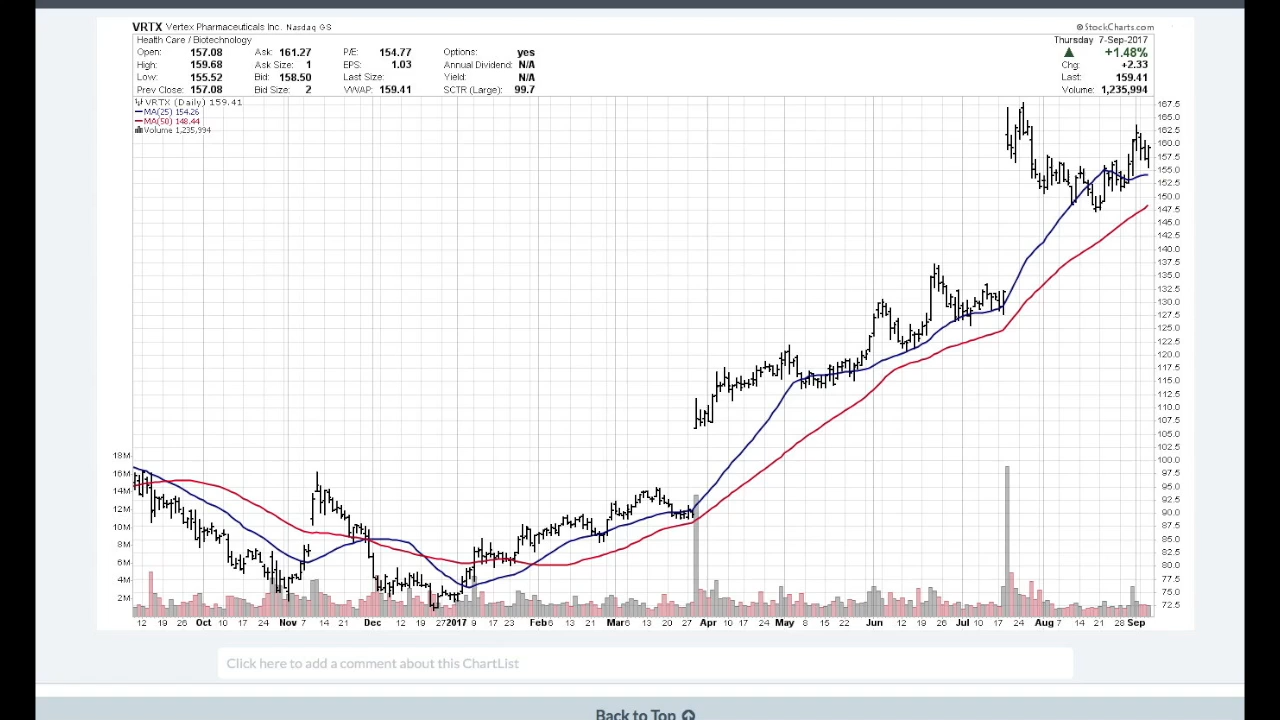 VRTX Vertex Pharmaceuticals Inc. Nasdaq GS ©StockCharts.com
Health Care / Biotechnology Thursday 7-Sep-2017
Open: 157.08 Ask: 161.27 P/E: 154.77 Options: yes ▲ +1.48%
High: 159.68 Ask Size: 1 EPS: 1.03 Annual Dividend: N/A Chg: +2.33
Low: 155.52 Bid: 158.50 Last Size: Yield: N/A Last: 159.41
Prev Close: 157.08 Bid Size: 2 VWAP: 159.41 SCTR (Large): 99.7 Volume: 1,235,994
VRTX (Daily) 159.41
MA(25) 154.26
MA(50) 148.44
Volume 1,235,994
167.5
165.0
162.5
160.0
157.5
155.0
152.5
150.0
147.5
145.0
142.5
140.0
137.5
135.0
132.5
130.0
127.5
125.0
122.5
120.0
117.5
115.0
112.5
110.0
107.5
105.0
102.5
100.0
97.5
95.0
92.5
90.0
87.5
85.0
82.5
80.0
77.5
75.0
72.5
18M
16M
14M
12M
10M
8M
6M
4M
2M
12 19 26 Oct 10 17 24 Nov 7 14 21 Dec 12 19 27 2017 9 17 23 Feb 6 13 21 Mar 6 13 20 27 Apr 10 17 24 May 8 15 22 Jun 12 19 26 Jul 10 17 24 Aug 7 14 21 28 Sep
Click here to add a comment about this ChartList
Back to Top